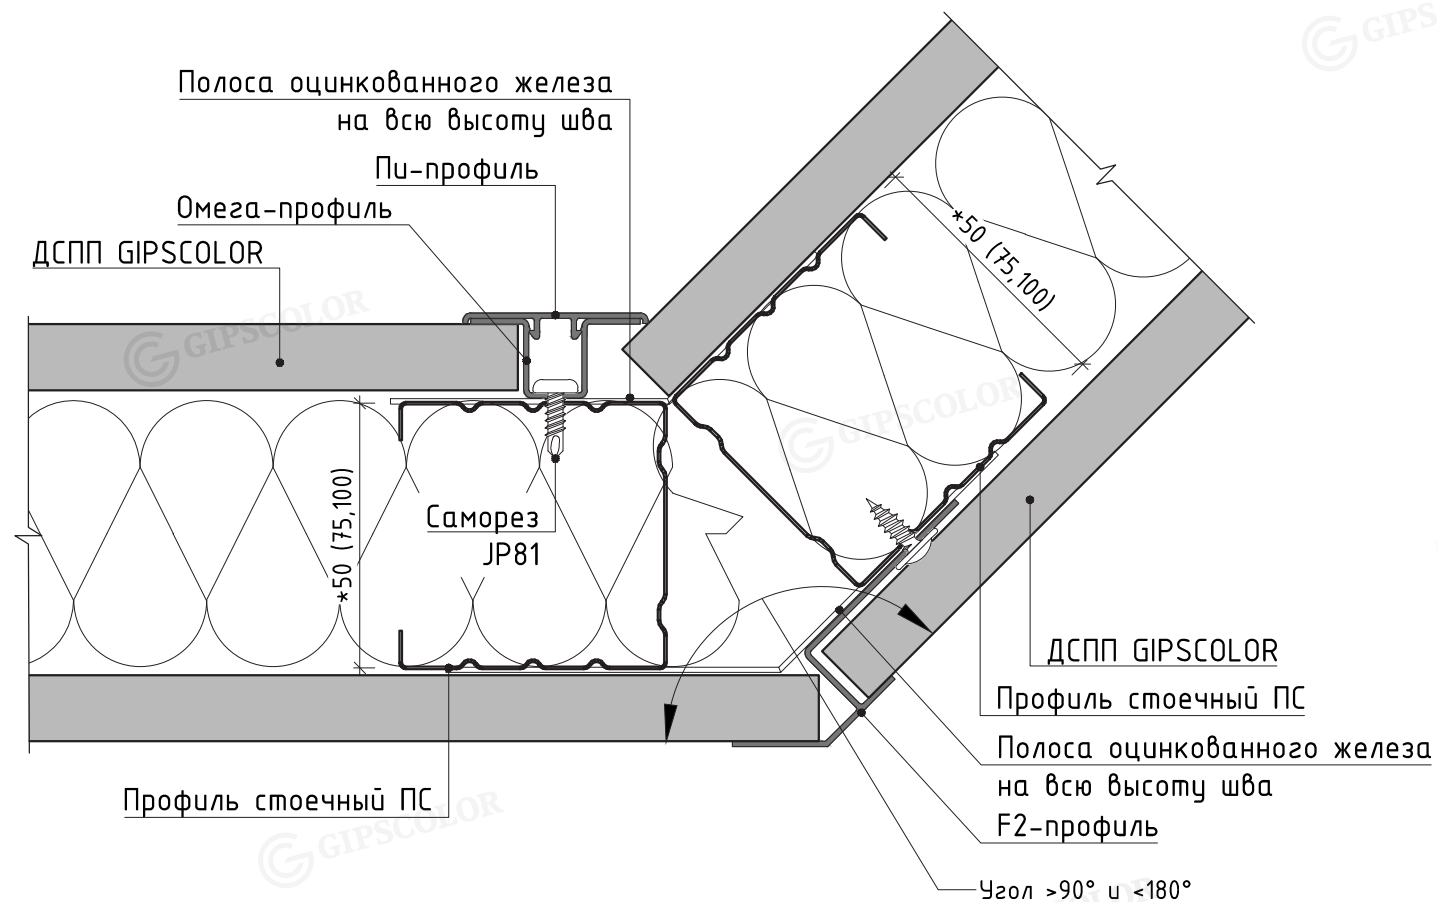 GIPS
Полоса оцинкованного железа
на всю высоту шва
Пи-профиль
Омега-профиль
ДСПП GIPSCOLOR
GIPSCOLOR
*50 (75,100)
GIPSCOLOR
*50 (75,100)
Саморез
JP81
ДСПП GIPSCOLOR
Профиль стоечный ПС
Полоса оцинкованного железа
на всю высоту шва
Профиль стоечный ПС
GIPSCOLOR
F2-профиль
Угол >90° и <180°